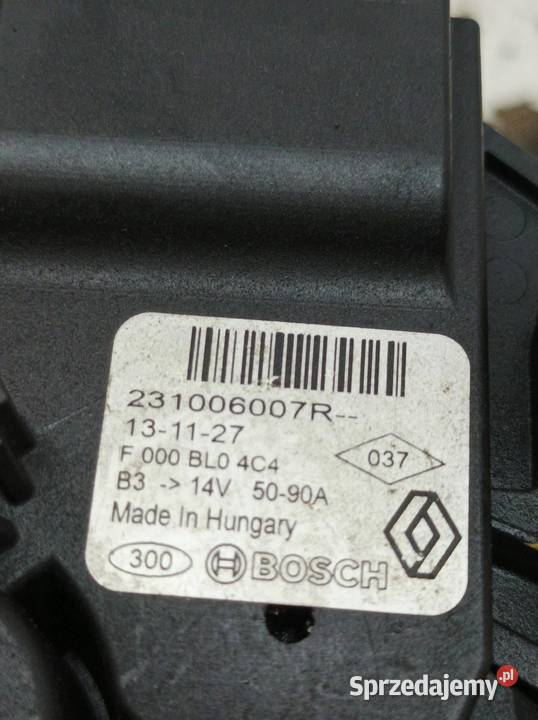 231006007R--
13-11-27
F 000 BL0 4C4
037
B3 -> 14V 50-90A
Made In Hungary
300 BOSCH
Sprzedajemy.pl